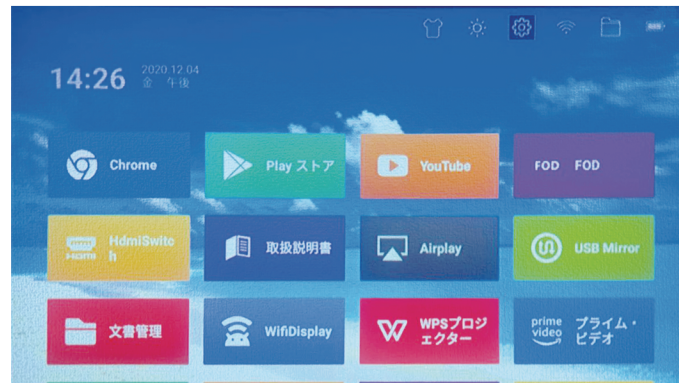 14:26
2020.12.04
金 午後
Chrome
Play ストア
YouTube
FOD FOD
HDMI
HdmiSwitc
h
取扱説明書
Airplay
USB Mirror
文書管理
WifiDisplay
WPSプロジ
ェクター
prime
video
プライム・
ビデオ